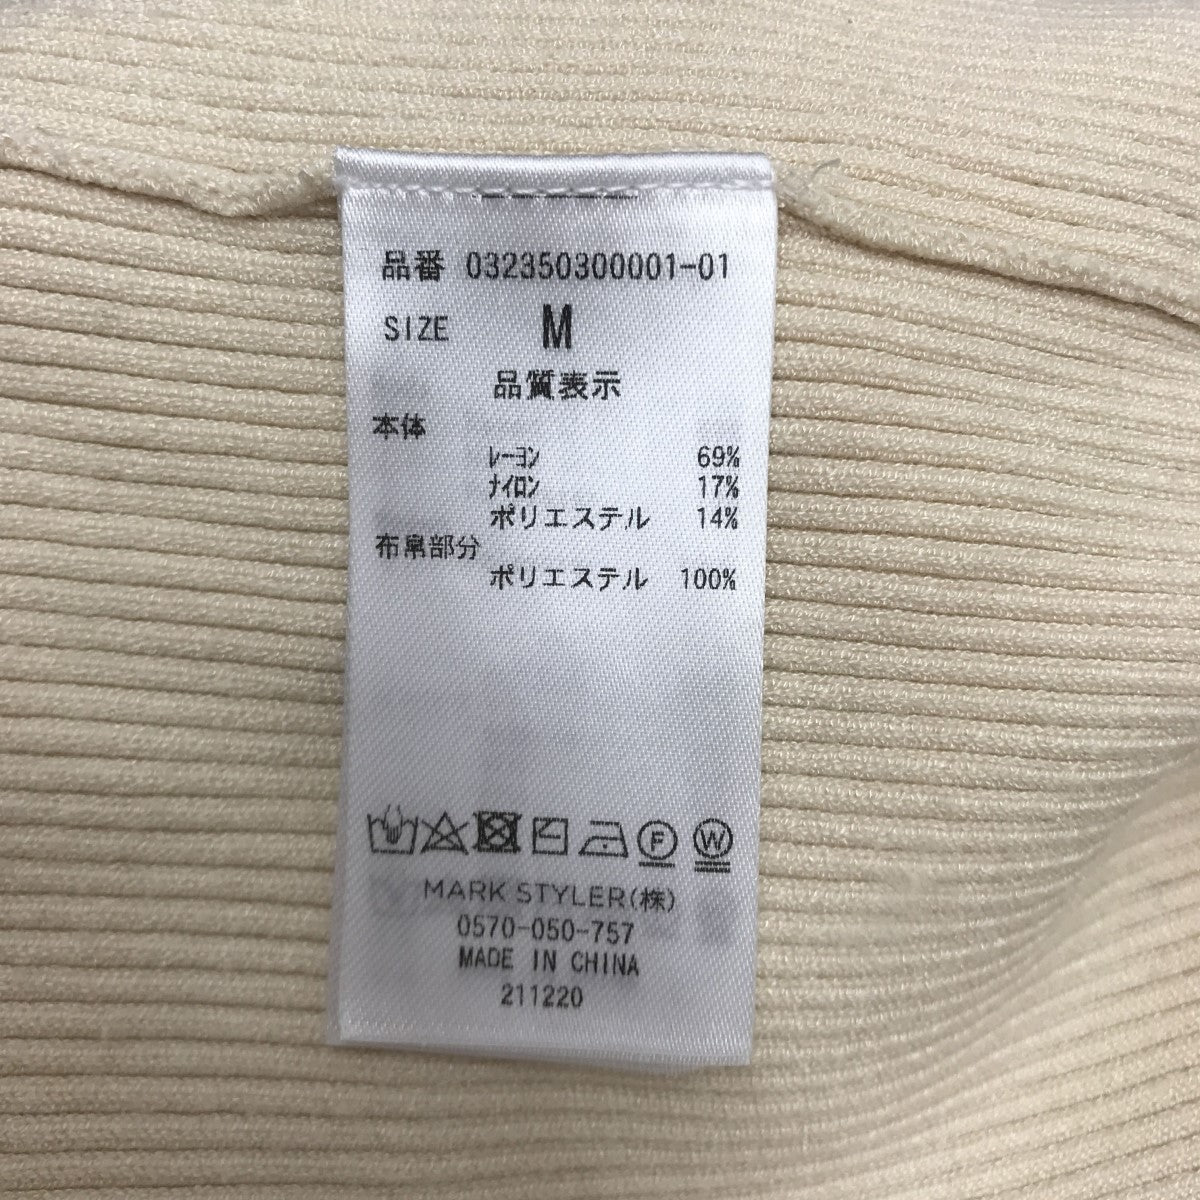 品番 032350300001-01
SIZE M
品質表示
本体
ﾚｰﾖﾝ 69%
ﾅｲﾛﾝ 17%
ポリエステル 14%
布帛部分
ポリエステル 100%
F W
MARK STYLER(株)
0570-050-757
MADE IN CHINA
211220